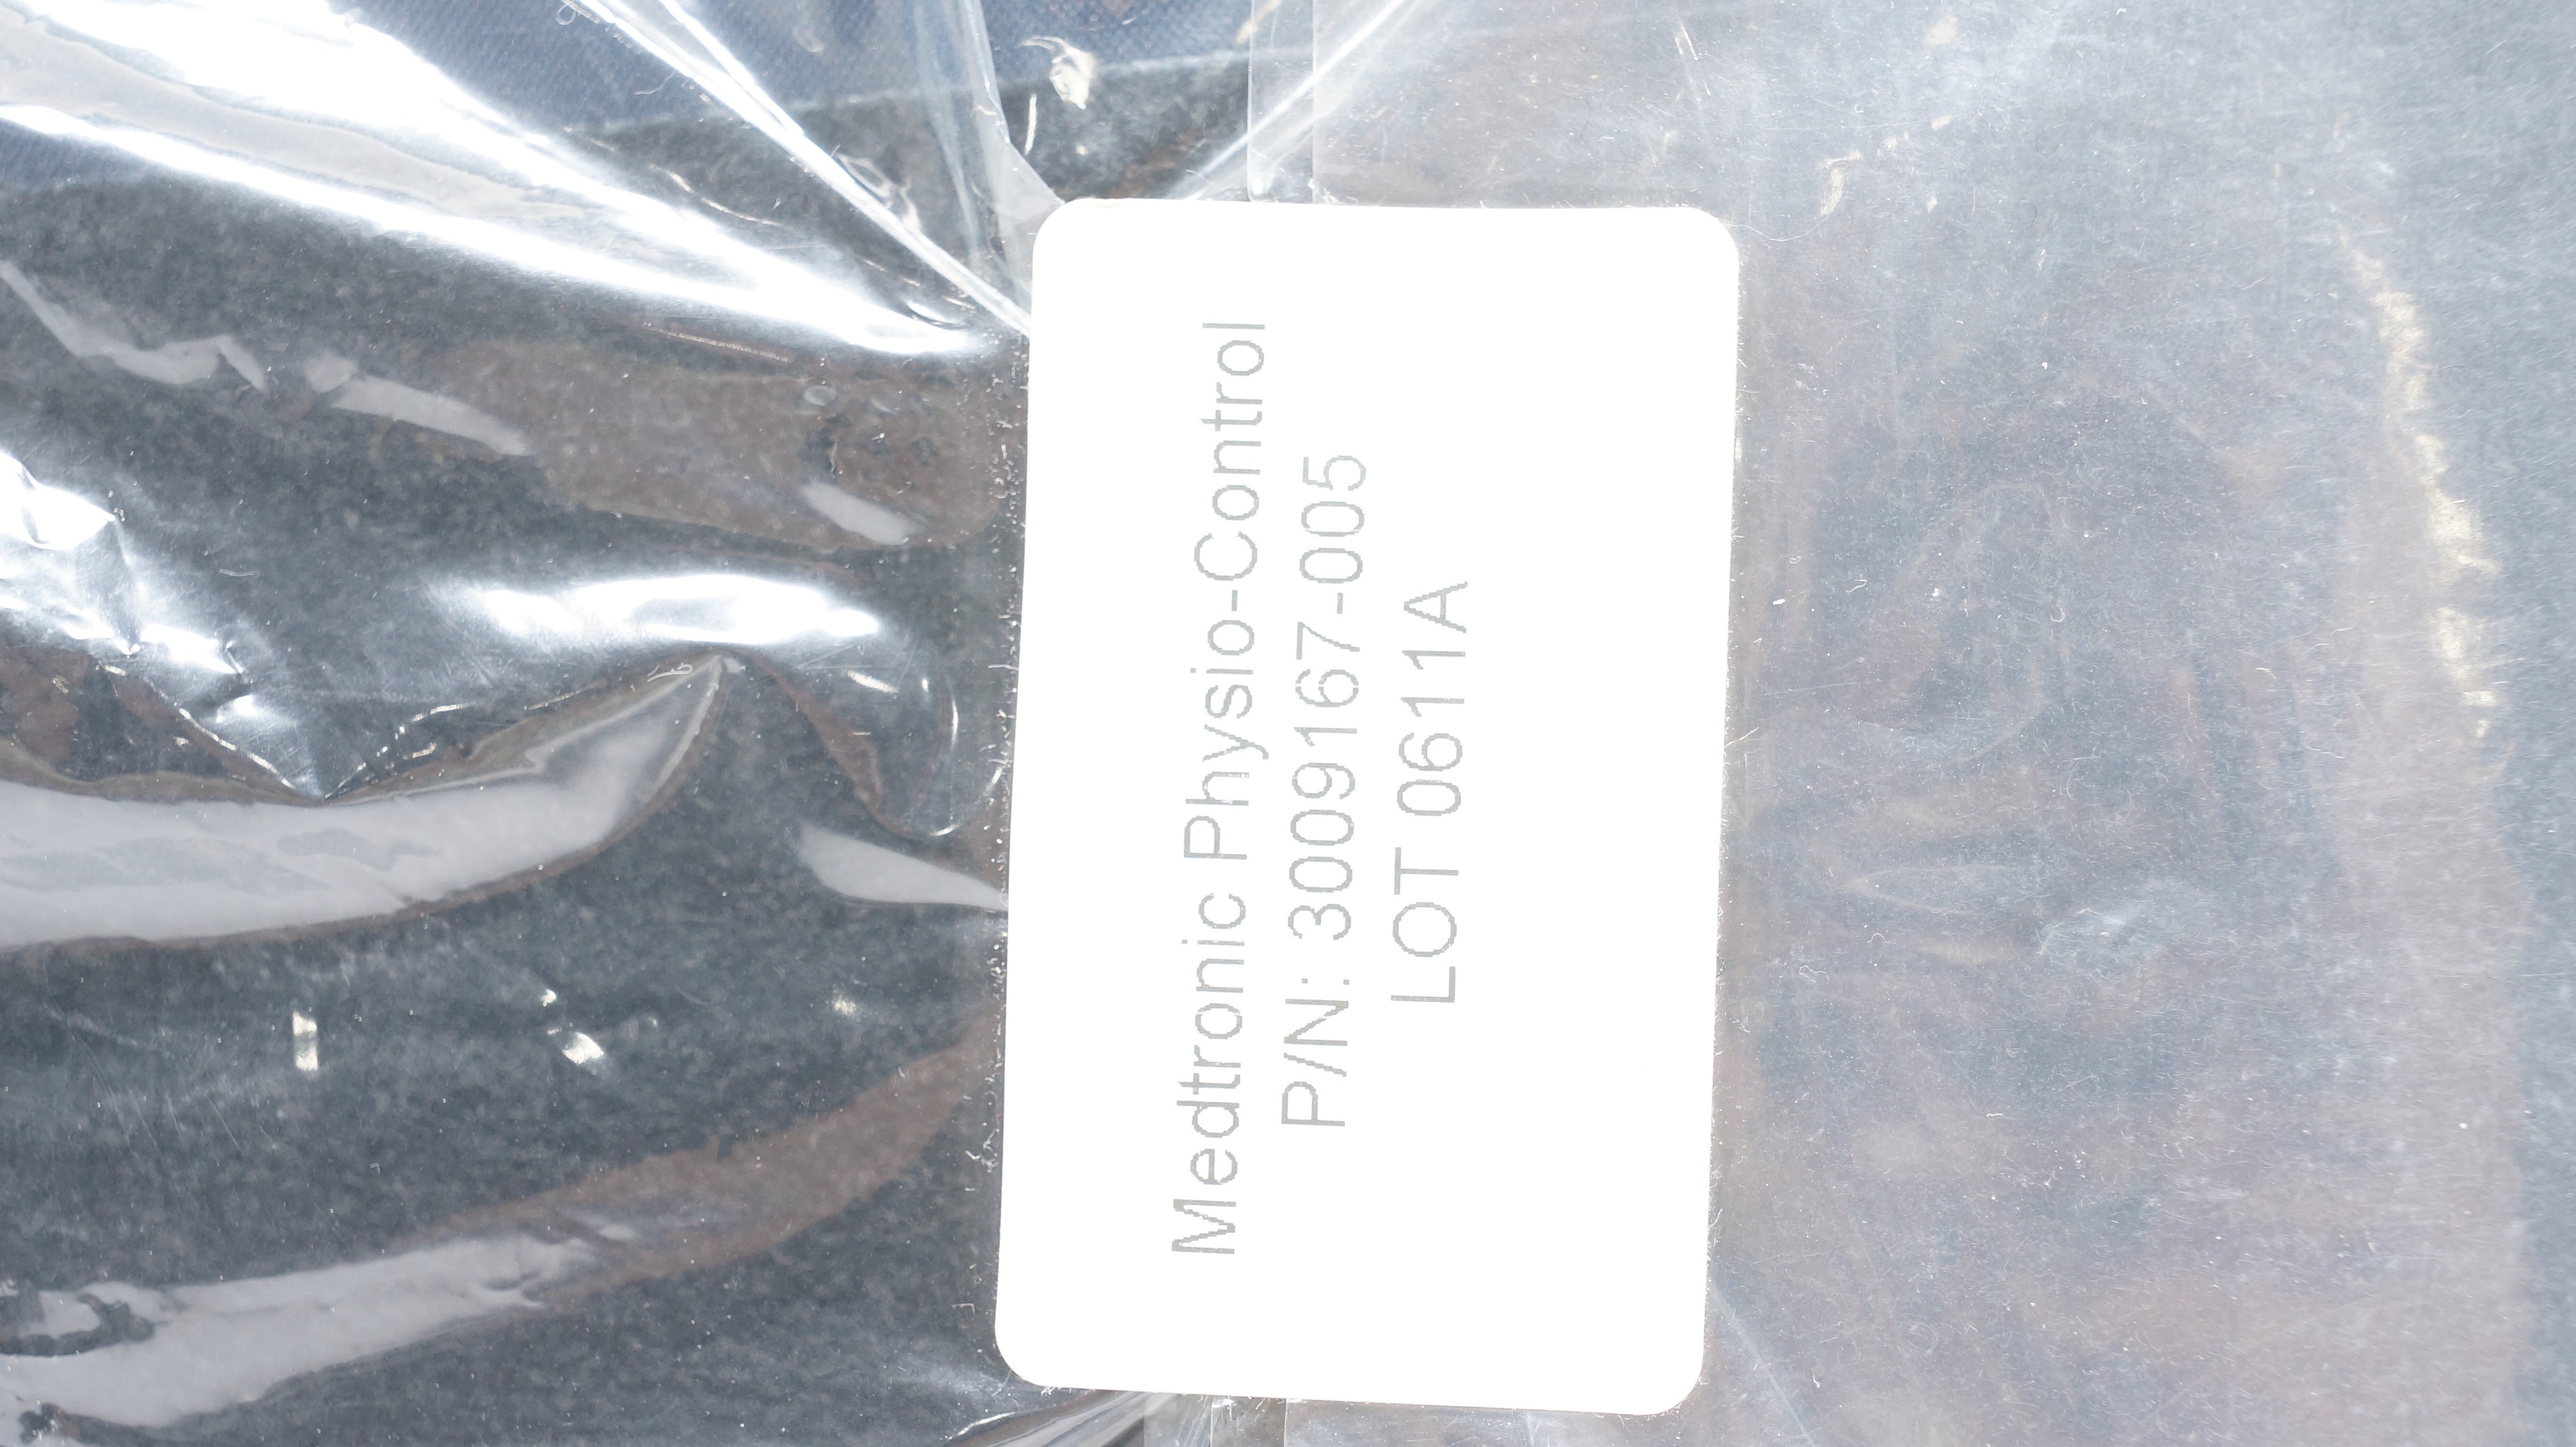 Medtronic Physio-Control
P/N: 3009167-005
LOT 0611A